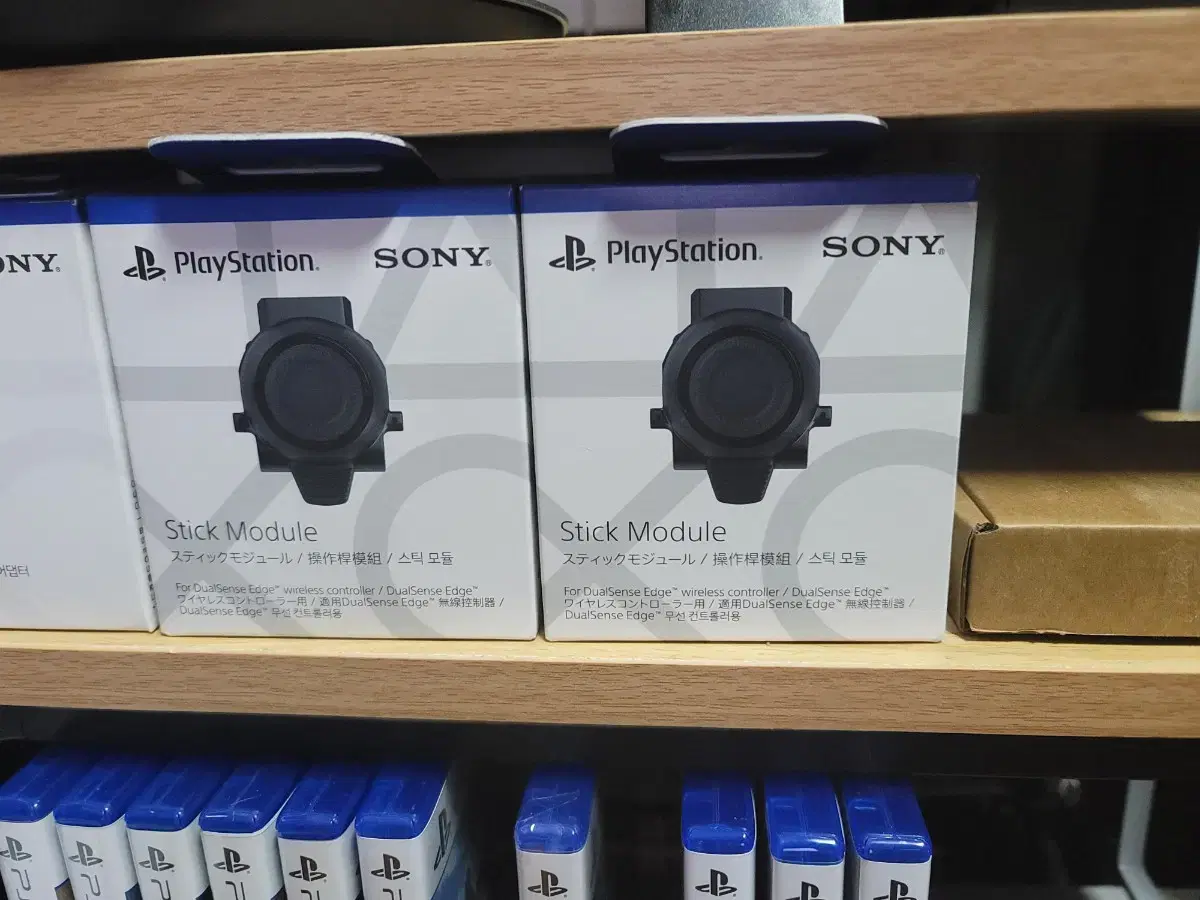 ONY®
어댑터
PlayStation®
SONY®
Stick Module
スティックモジュール / 操作桿模組 / 스틱 모듈
For DualSense Edge™ wireless controller / DualSense Edge™
ワイヤレスコントローラー用 / 適用DualSense Edge™ 無線控制器 /
DualSense Edge™ 무선 컨트롤러용
PlayStation®
SONY®
Stick Module
スティックモジュール / 操作桿模組 / 스틱 모듈
For DualSense Edge™ wireless controller / DualSense Edge™
ワイヤレスコントローラー用 / 適用DualSense Edge™ 無線控制器 /
DualSense Edge™ 무선 컨트롤러용